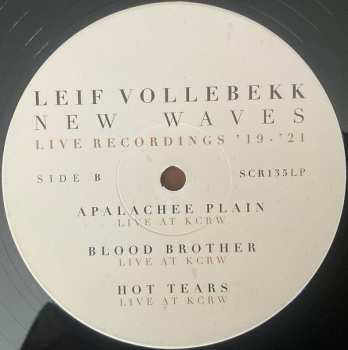 LEIF VOLLEBEKK
NEW WAVES
LIVE RECORDINGS '19-'21
SIDE B SCR135LP
APALACHEE PLAIN
LIVE AT KCRW
BLOOD BROTHER
LIVE AT KCRW
HOT TEARS
LIVE AT KCRW